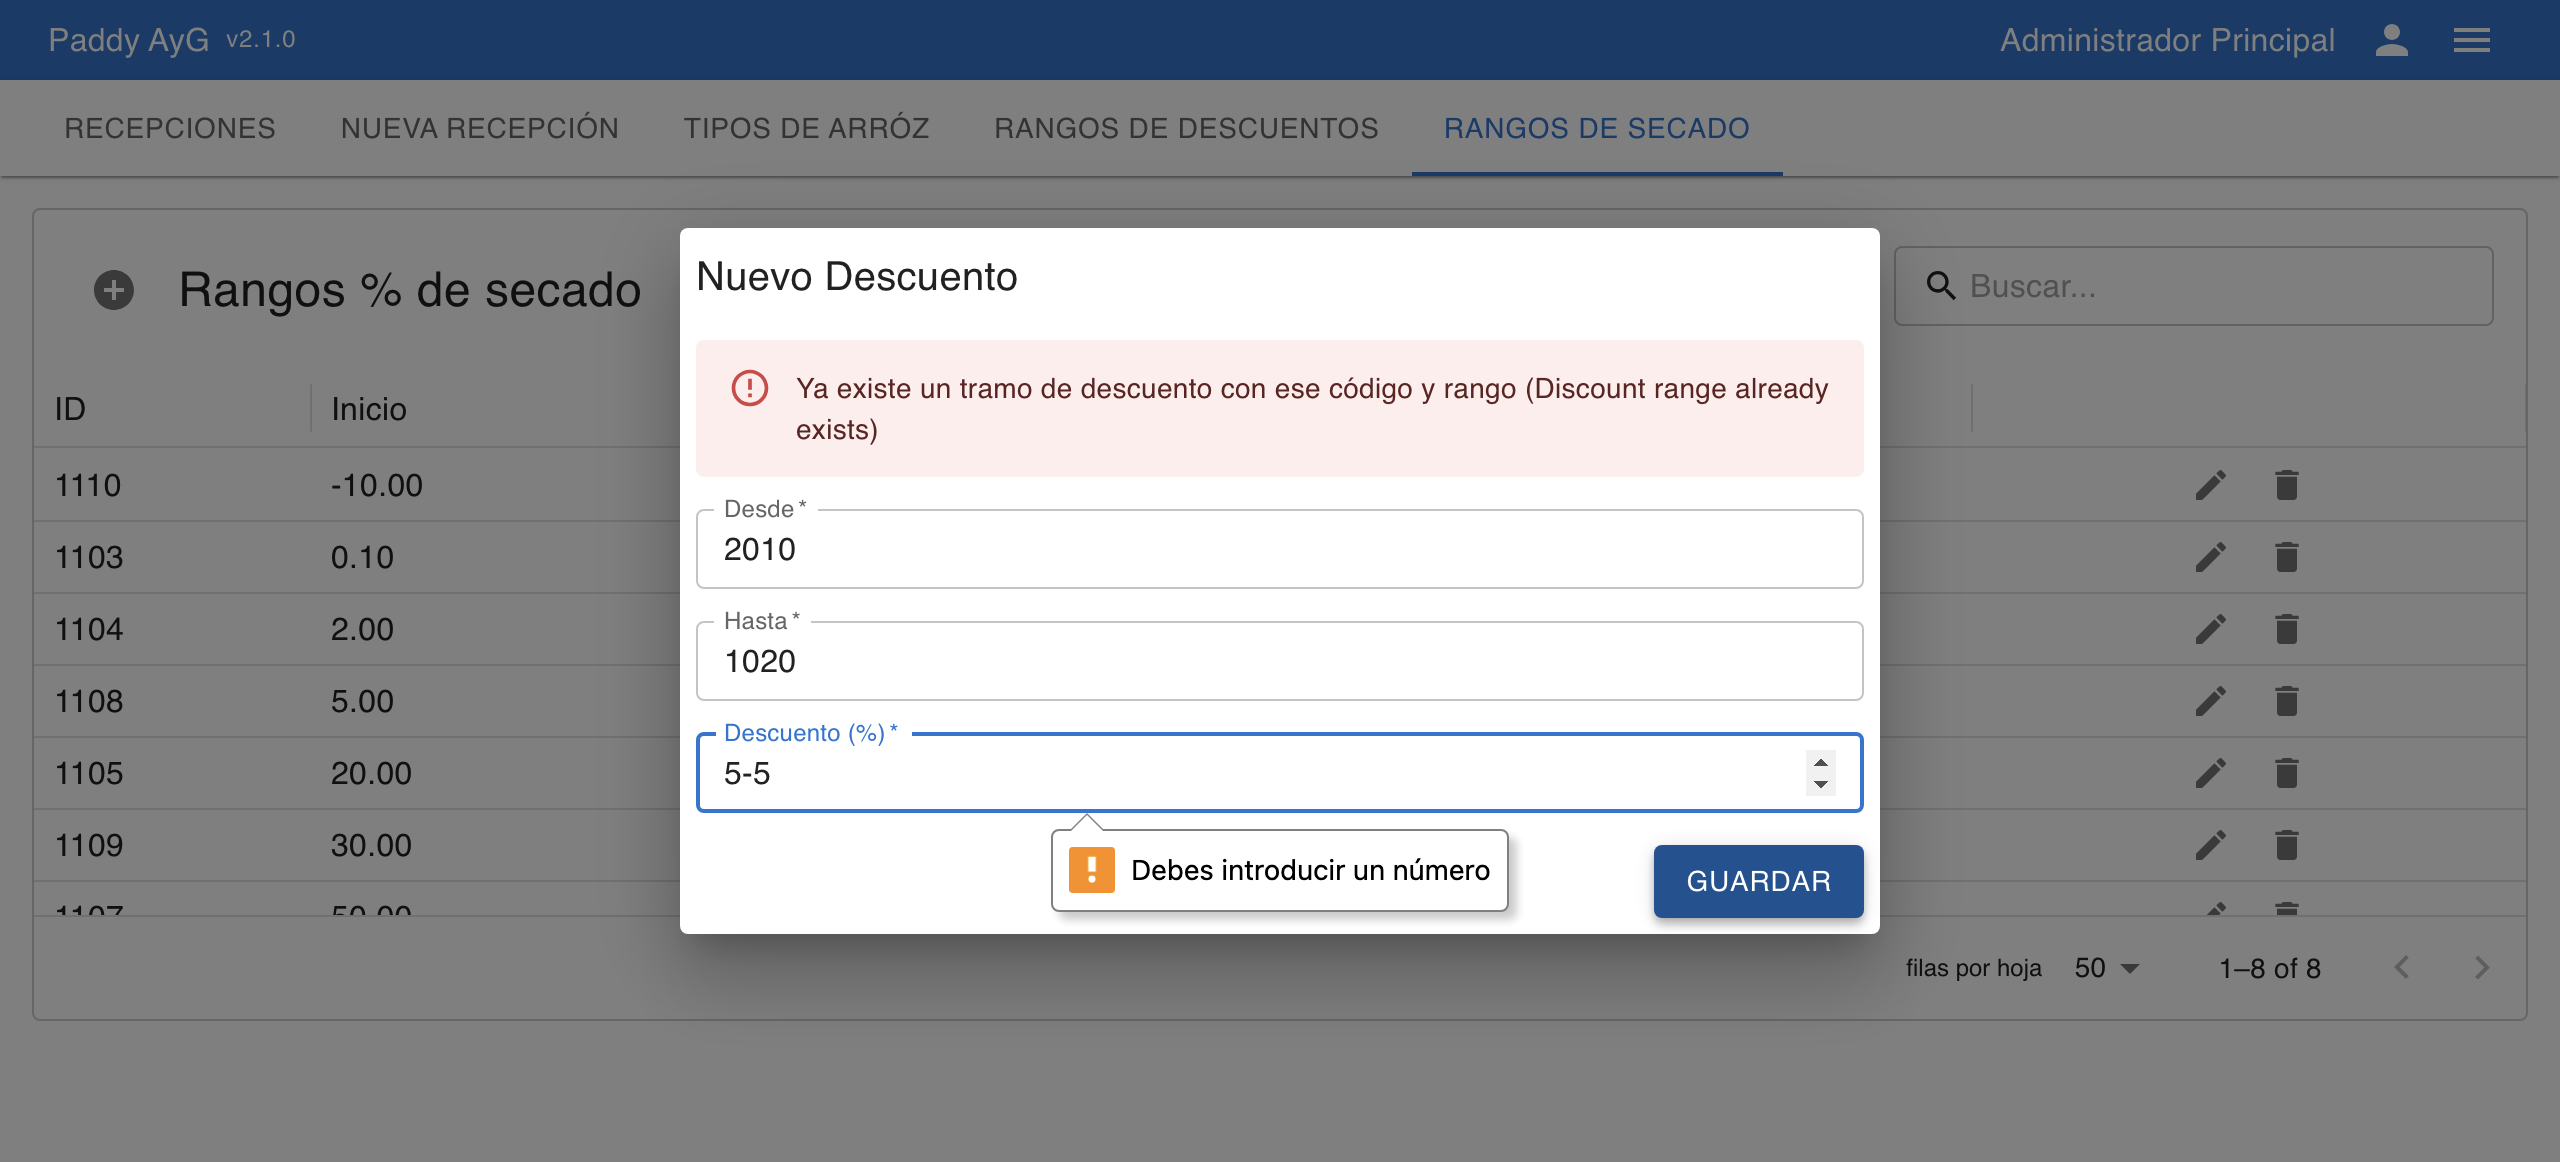 Paddy AyG v2.1.0
Administrador Principal
RECEPCIONES NUEVA RECEPCIÓN TIPOS DE ARRÓZ RANGOS DE DESCUENTOS RANGOS DE SECADO
Rangos % de secado
Buscar...
ID Inicio
1110 -10.00
1103 0.10
1104 2.00
1108 5.00
1105 20.00
1109 30.00
1107 50.00
filas por hoja 50 1–8 of 8
Nuevo Descuento
Ya existe un tramo de descuento con ese código y rango (Discount range already
exists)
Desde *
2010
Hasta *
1020
Descuento (%) *
5-5
Debes introducir un número
GUARDAR